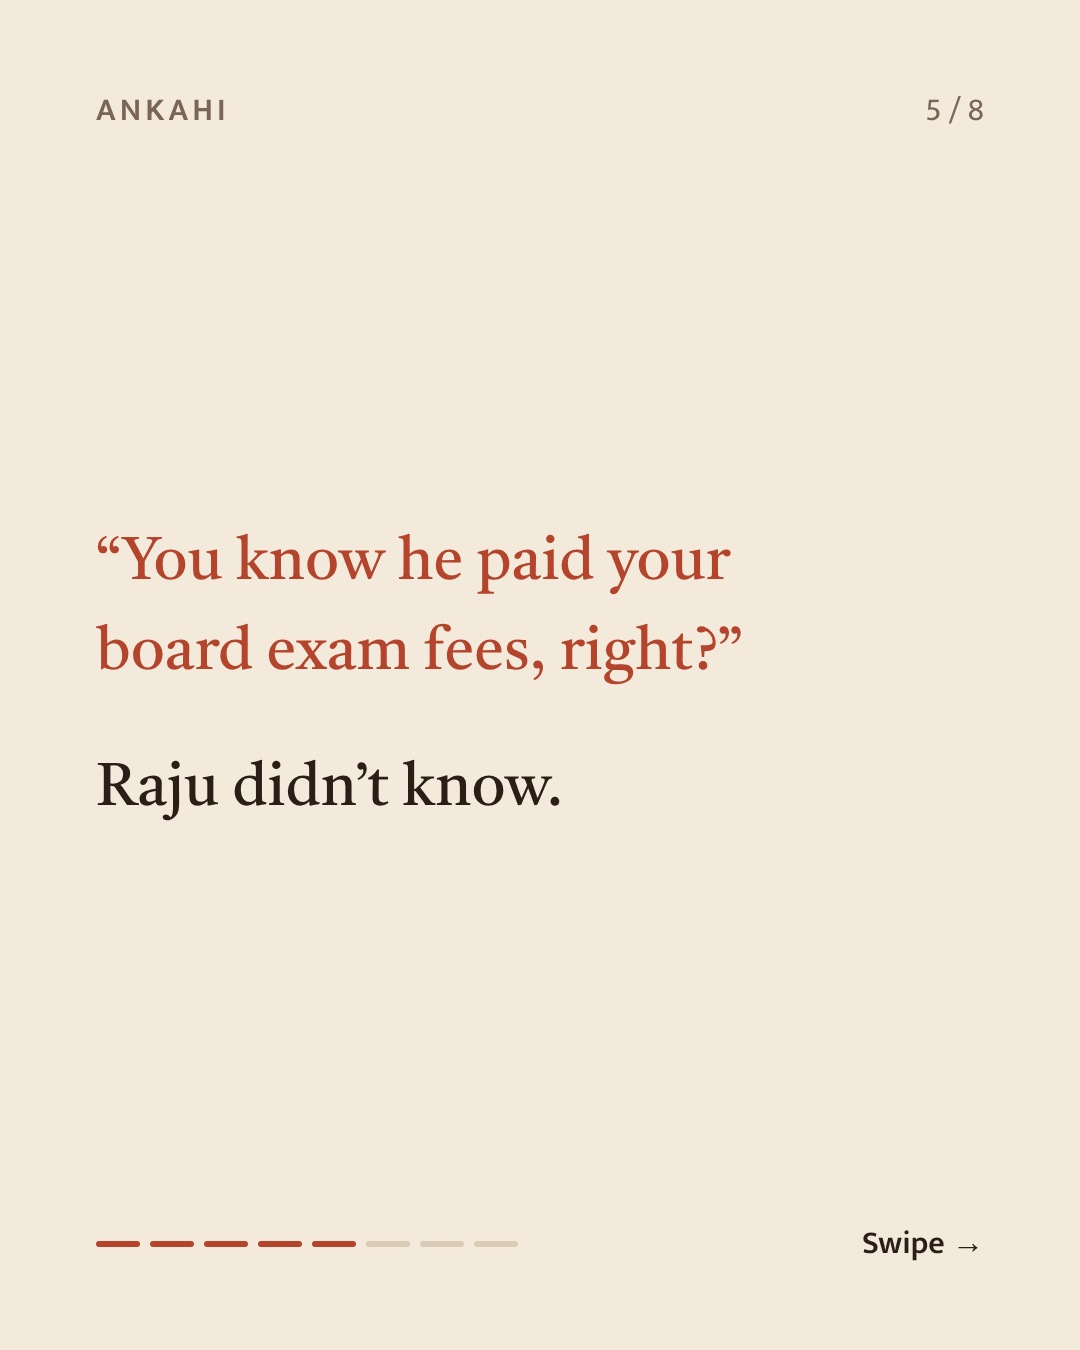 ANKAHI
5 / 8
“You know he paid your
board exam fees, right?”
Raju didn’t know.
Swipe →